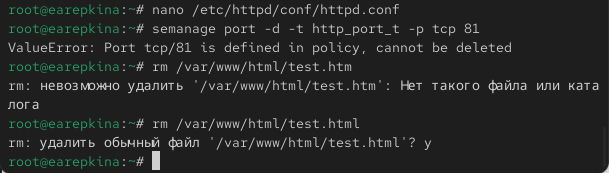 root@earepkina:~# nano /etc/httpd/conf/httpd.conf
root@earepkina:~# semanage port -d -t http_port_t -p tcp 81
ValueError: Port tcp/81 is defined in policy, cannot be deleted
root@earepkina:~# rm /var/www/html/test.htm
rm: невозможно удалить '/var/www/html/test.htm': Нет такого файла или ката
лога
root@earepkina:~# rm /var/www/html/test.html
rm: удалить обычный файл '/var/www/html/test.html'? y
root@earepkina:~#